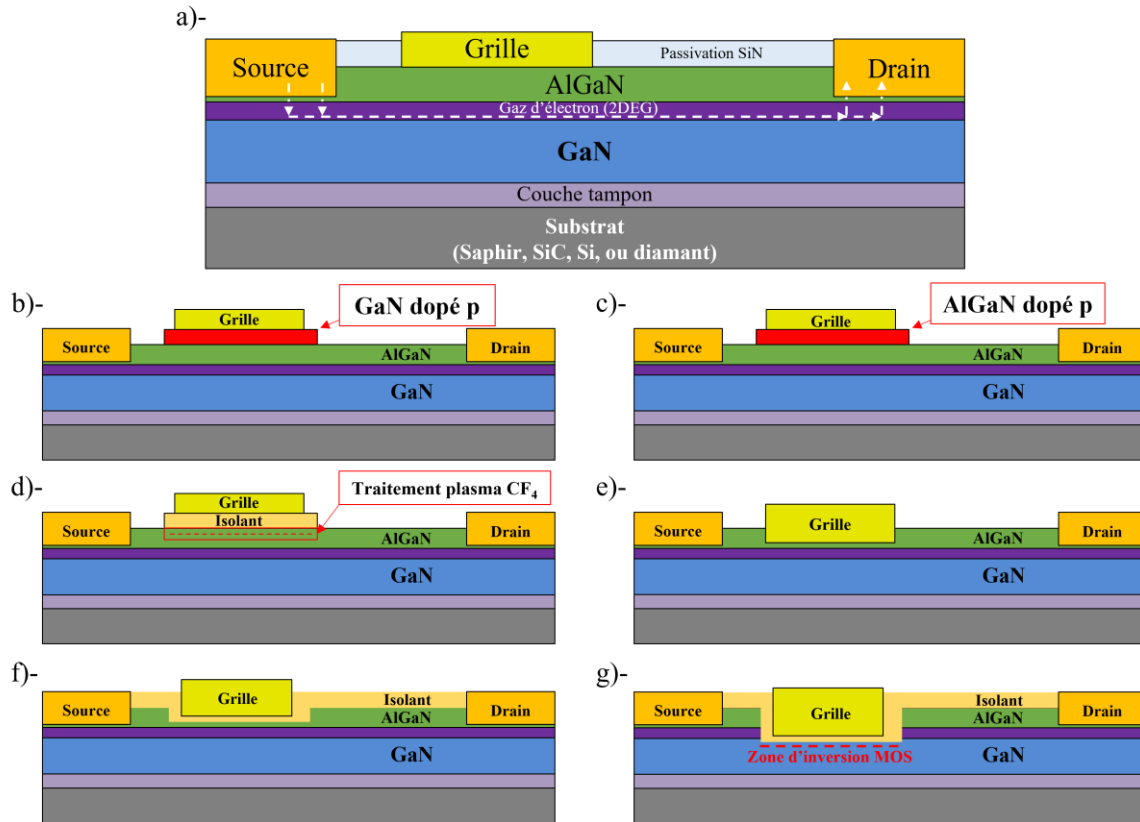 a)-
Grille
Passivation SiN
Source
Drain
AlGaN
Gaz d'électron (2DEG)
GaN
Couche tampon
Substrat
(Saphir, SiC, Si, ou diamant)
b)-
GaN dopé p
Grille
Source
AlGaN
Drain
GaN
c)-
AlGaN dopé p
Grille
Source
AlGaN
Drain
GaN
d)-
Traitement plasma CF₄
Grille
Isolant
Source
AlGaN
Drain
GaN
e)-
Grille
Source
AlGaN
Drain
GaN
f)-
Grille
Isolant
Source
AlGaN
Drain
GaN
g)-
Isolant
Source
Grille
AlGaN
Drain
GaN
Zone d'inversion MOS